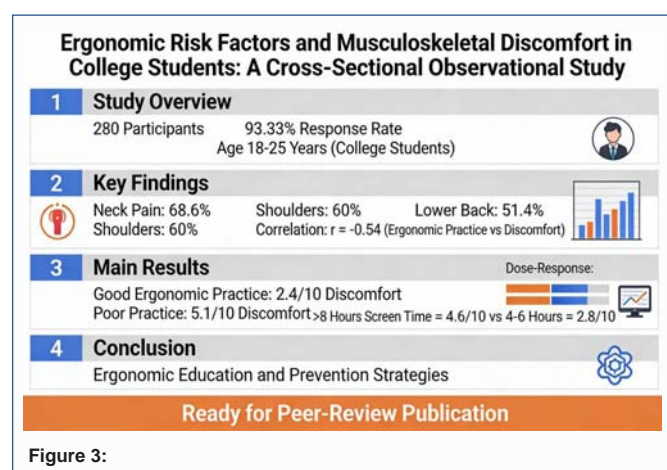 Ergonomic Risk Factors and Musculoskeletal Discomfort in
College Students: A Cross-Sectional Observational Study
1 Study Overview
280 Participants 93.33% Response Rate
Age 18-25 Years (College Students)
2 Key Findings
Neck Pain: 68.6% Shoulders: 60% Lower Back: 51.4%
Shoulders: 60% Correlation: r = -0.54 (Ergonomic Practice vs Discomfort)
3 Main Results
Dose-Response:
Good Ergonomic Practice: 2.4/10 Discomfort
Poor Practice: 5.1/10 Discomfort >8 Hours Screen Time = 4.6/10 vs 4-6 Hours = 2.8/10
4 Conclusion
Ergonomic Education and Prevention Strategies
Ready for Peer-Review Publication
Figure 3: